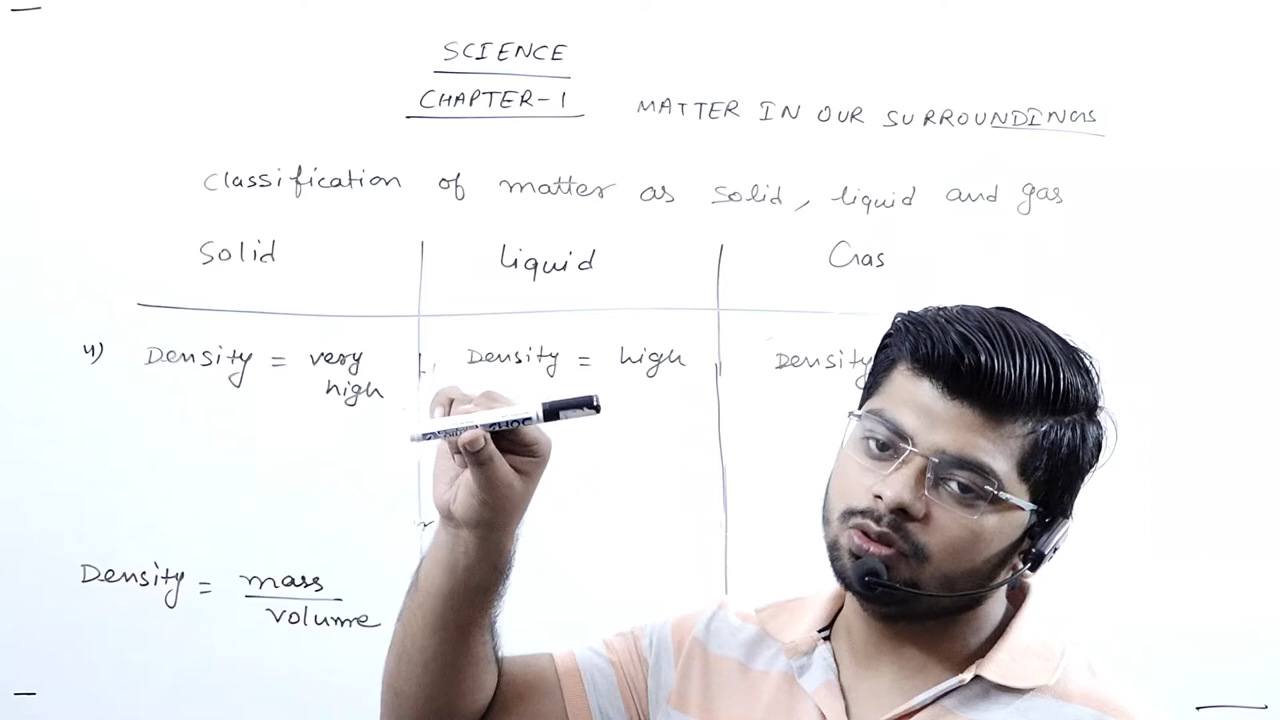 SCIENCE
CHAPTER-1 MATTER IN OUR SURROUNDINGS
Classification of matter as solid, liquid and gas
Solid Liquid Gas
4) Density = very high Density = high Density
Density = mass
volume